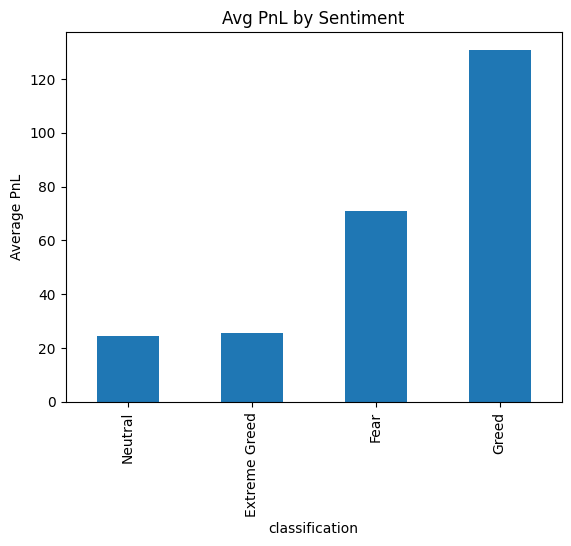 Avg PnL by Sentiment
Average PnL
120
100
80
60
40
20
0
Neutral
Extreme Greed
Fear
Greed
classification